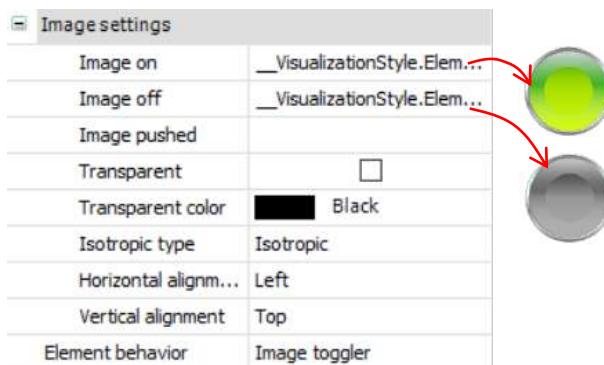 Image settings
Image on __VisualizationStyle.Elem...
Image off __VisualizationStyle.Elem...
Image pushed
Transparent
Transparent color Black
Isotropic type Isotropic
Horizontal alignm... Left
Vertical alignment Top
Element behavior Image toggler